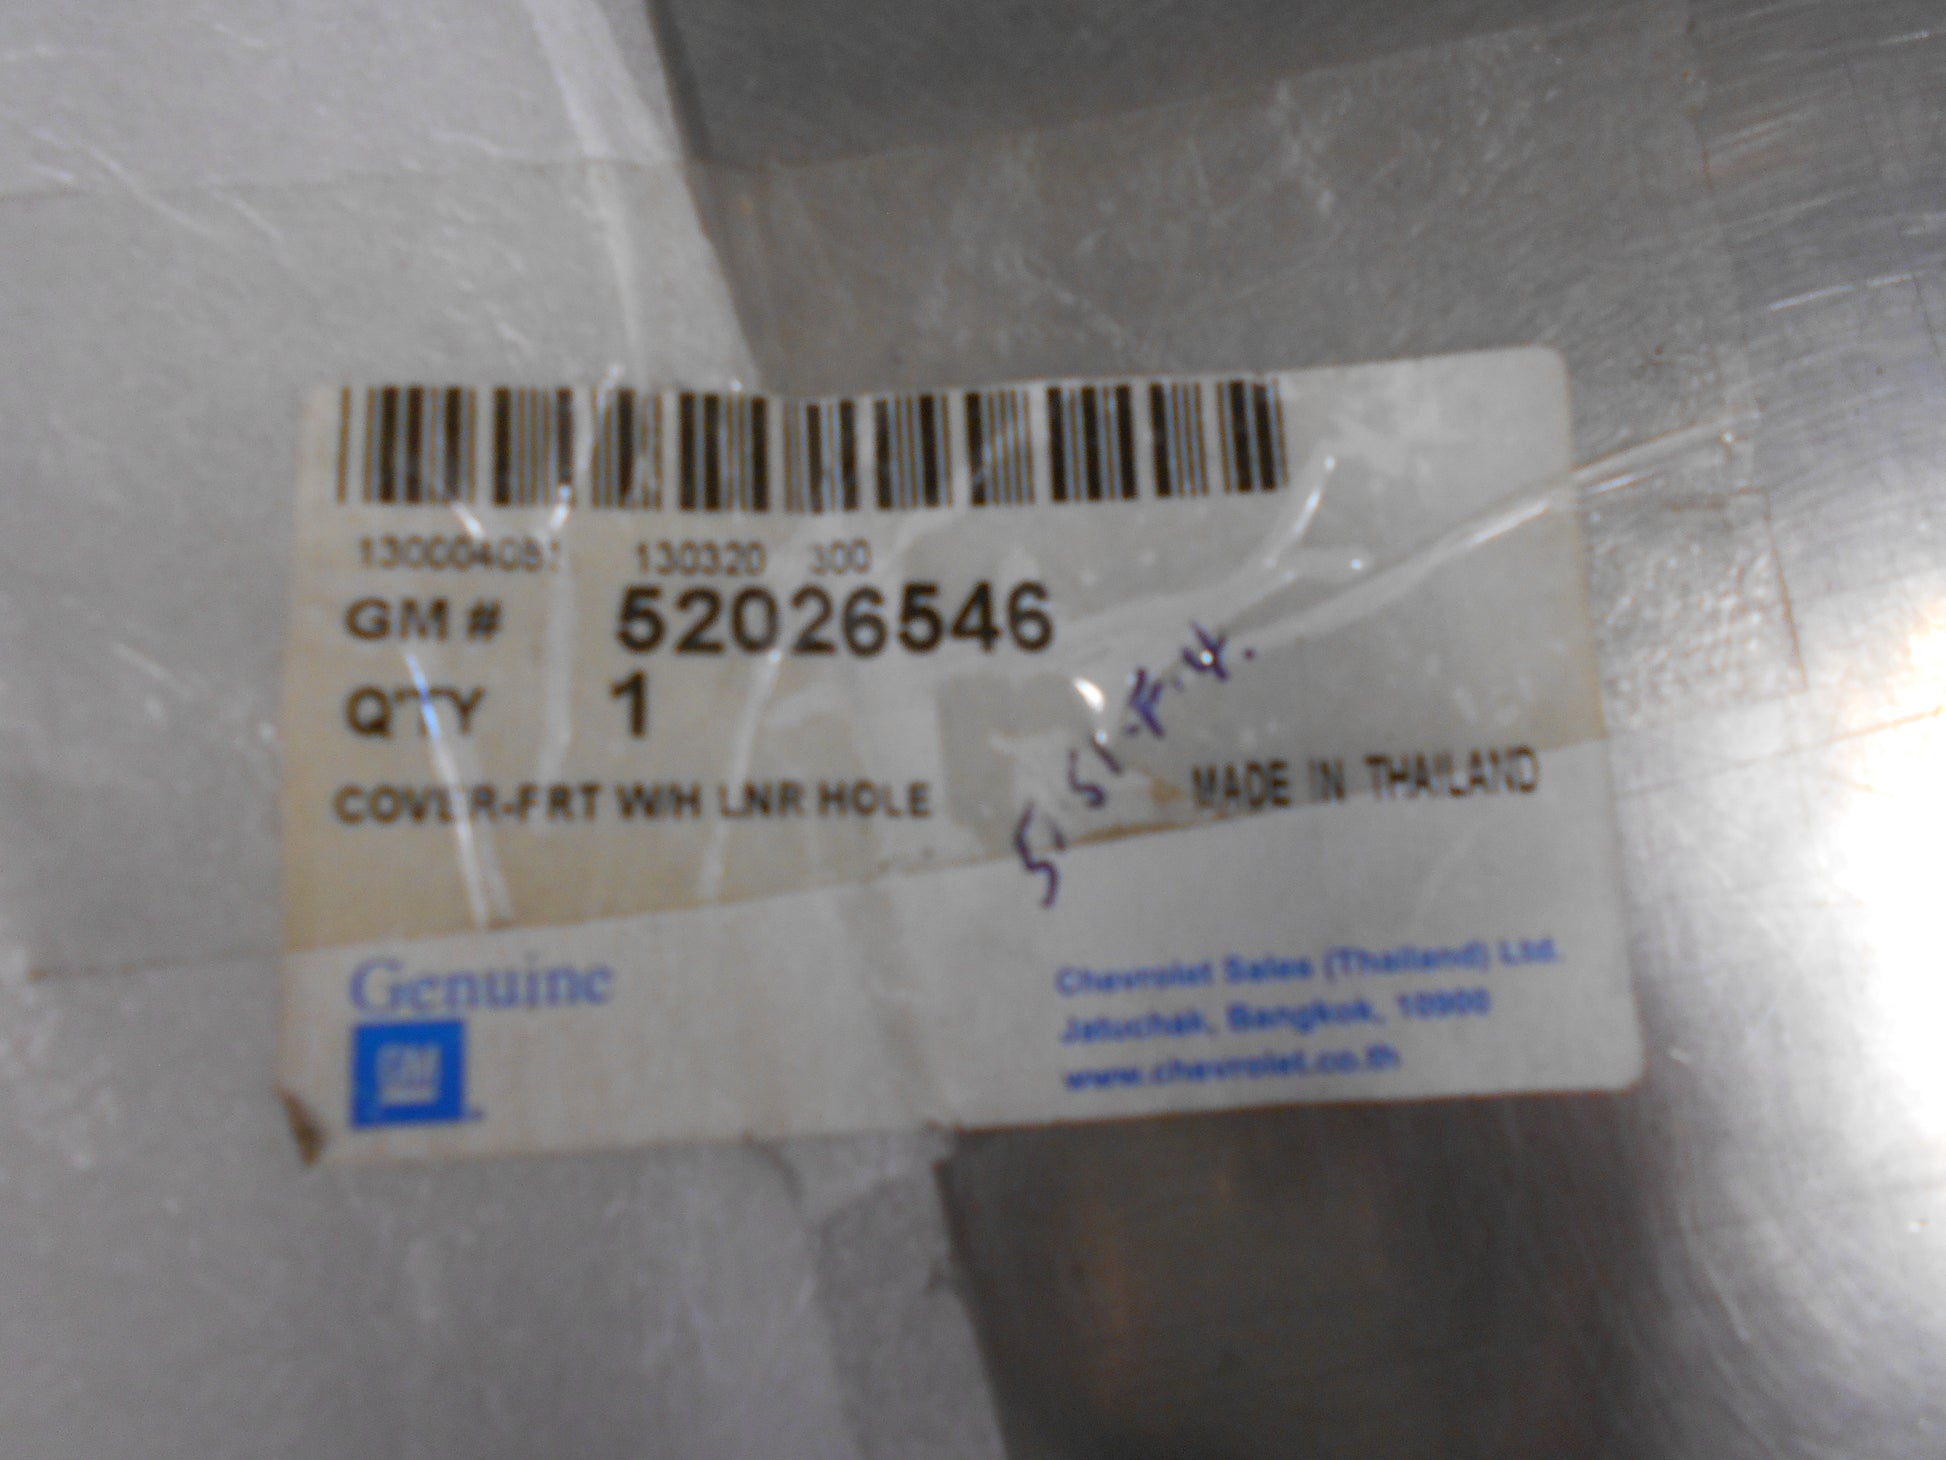 130320 300
GM # 52026546
QTY 1
COVER-FRT W/H LNR HOLE
MADE IN THAILAND
Genuine
GM
Chevrolet Sales (Thailand) Ltd.
Jatuchak, Bangkok, 10900
www.chevrolet.co.th